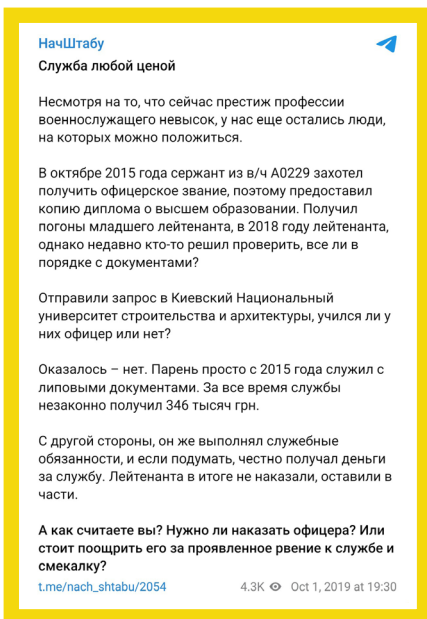 НачШтабу
Служба любой ценой
Несмотря на то, что сейчас престиж профессии
военнослужащего невысок, у нас еще остались люди,
на которых можно положиться.
В октябре 2015 года сержант из в/ч А0229 захотел
получить офицерское звание, поэтому предоставил
копию диплома о высшем образовании. Получил
погоны младшего лейтенанта, в 2018 году лейтенанта,
однако недавно кто-то решил проверить, все ли в
порядке с документами?
Отправили запрос в Киевский Национальный
университет строительства и архитектуры, учился ли у
них офицер или нет?
Оказалось – нет. Парень просто с 2015 года служил с
липовыми документами. За все время службы
незаконно получил 346 тысяч грн.
С другой стороны, он же выполнял служебные
обязанности, и если подумать, честно получал деньги
за службу. Лейтенанта в итоге не наказали, оставили в
части.
А как считаете вы? Нужно ли наказать офицера? Или
стоит поощрить его за проявленное рвение к службе и
смекалку?
t.me/nach_shtabu/2054 4.3K Oct 1, 2019 at 19:30